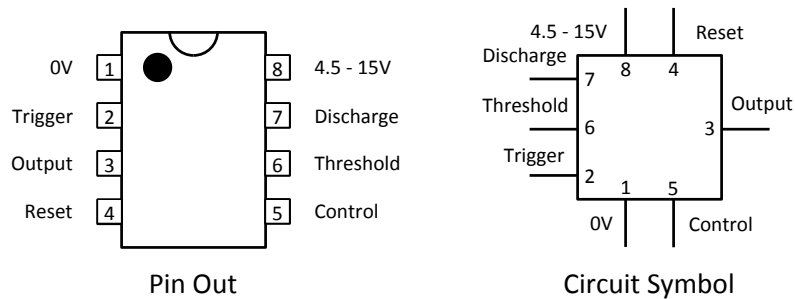 0V 1 8 4.5 - 15V
Trigger 2 7 Discharge
Output 3 6 Threshold
Reset 4 5 Control
Pin Out
4.5 - 15V Reset
Discharge
8 4
7
Threshold
6
Output
3
Trigger
2
1 5
0V Control
Circuit Symbol